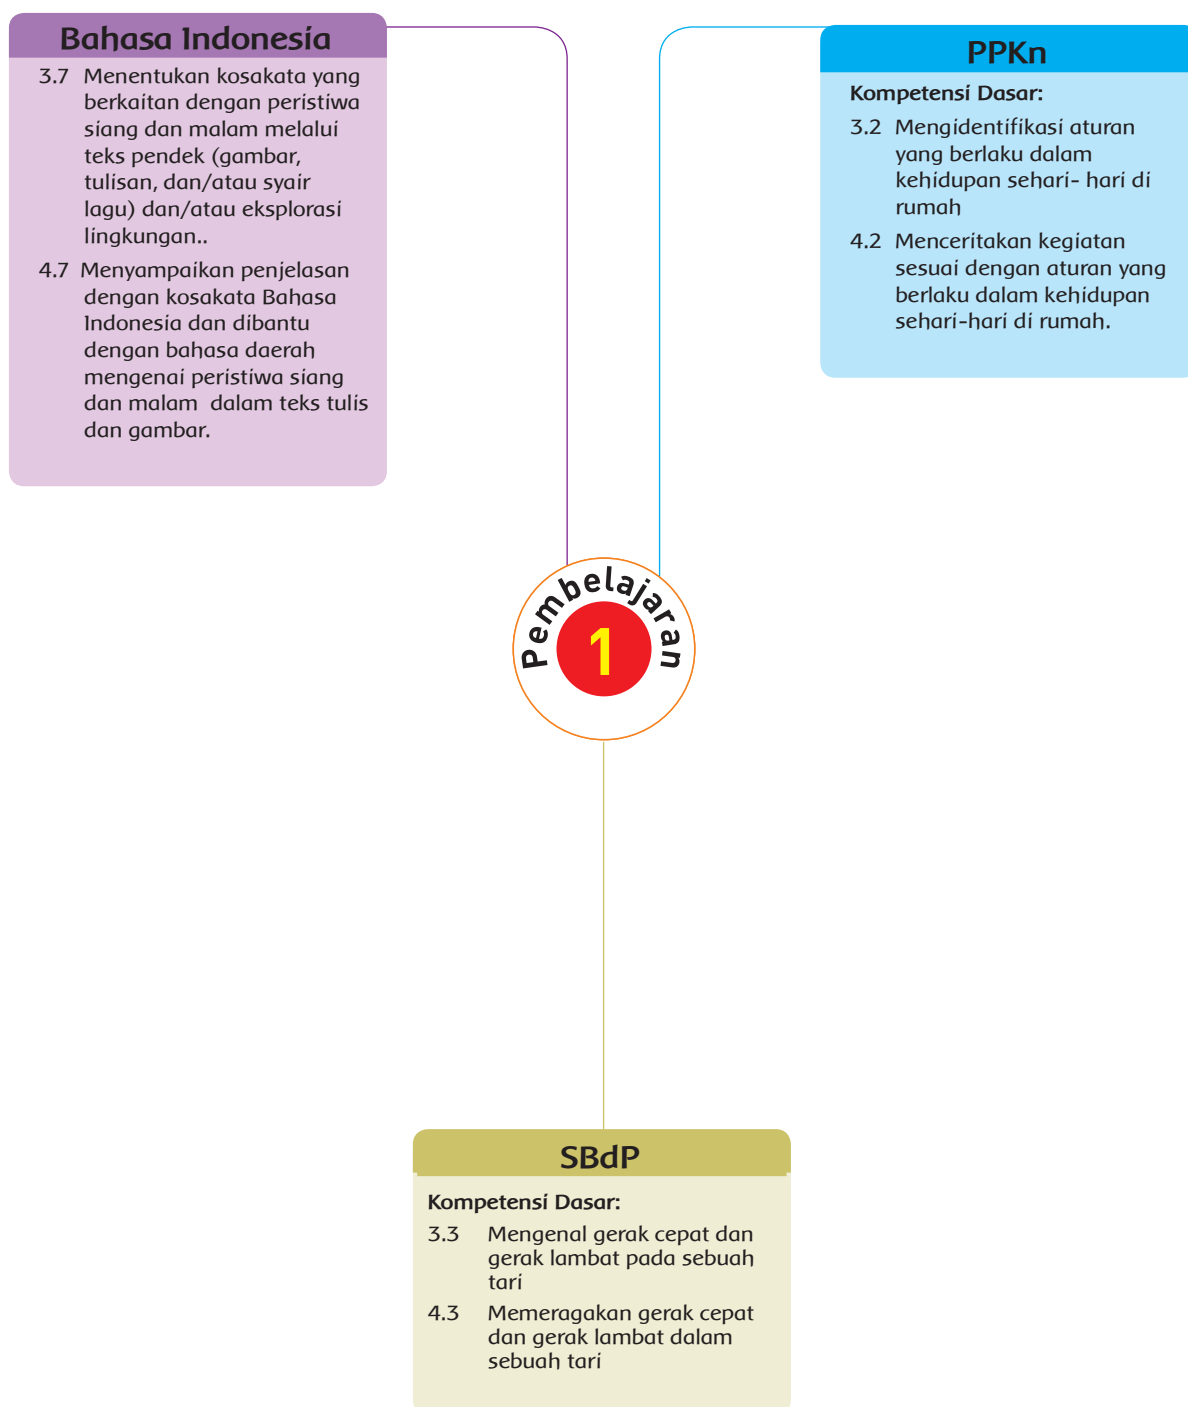 Bahasa Indonesia
3.7 Menentukan kosakata yang
berkaitan dengan peristiwa
siang dan malam melalui
teks pendek (gambar,
tulisan, dan/atau syair
lagu) dan/atau eksplorasi
lingkungan..
4.7 Menyampaikan penjelasan
dengan kosakata Bahasa
Indonesia dan dibantu
dengan bahasa daerah
mengenai peristiwa siang
dan malam dalam teks tulis
dan gambar.
PPKn
Kompetensi Dasar:
3.2 Mengidentifikasi aturan
yang berlaku dalam
kehidupan sehari- hari di
rumah
4.2 Menceritakan kegiatan
sesuai dengan aturan yang
berlaku dalam kehidupan
sehari-hari di rumah.
Pembelajaran
1
SBdP
Kompetensi Dasar:
3.3 Mengenal gerak cepat dan
gerak lambat pada sebuah
tari
4.3 Memeragakan gerak cepat
dan gerak lambat dalam
sebuah tari